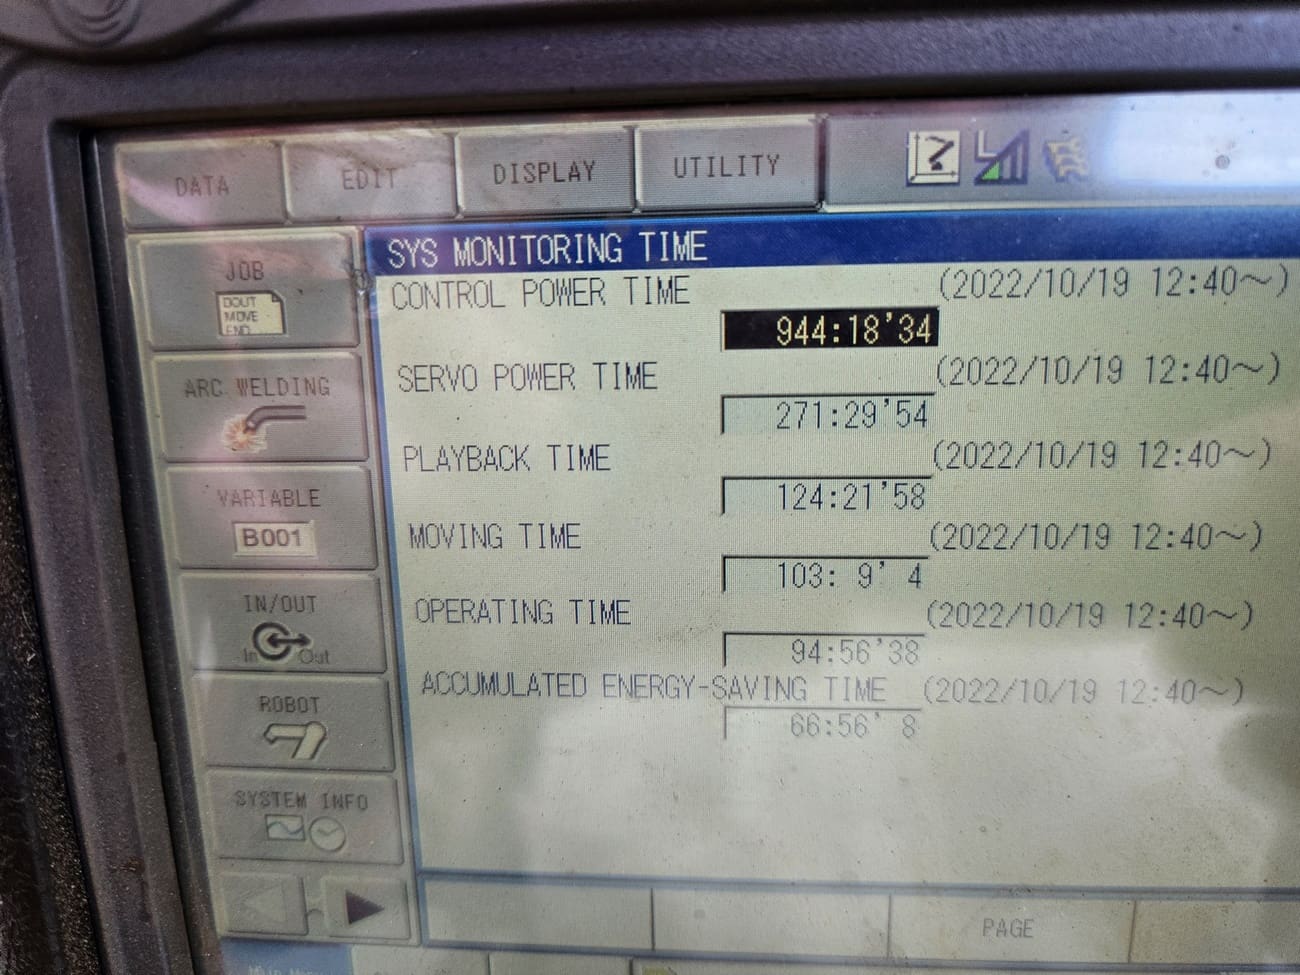 DATA EDIT DISPLAY UTILITY
JOB
DOUT
MOVE
END
ARC WELDING
VARIABLE
B001
IN/OUT
In Out
ROBOT
SYSTEM INFO
SYS MONITORING TIME
CONTROL POWER TIME (2022/10/19 12:40~)
944:18'34
SERVO POWER TIME (2022/10/19 12:40~)
271:29'54
PLAYBACK TIME (2022/10/19 12:40~)
124:21'58
MOVING TIME (2022/10/19 12:40~)
103: 9' 4
OPERATING TIME (2022/10/19 12:40~)
94:56'38
ACCUMULATED ENERGY-SAVING TIME (2022/10/19 12:40~)
66:56' 8
PAGE